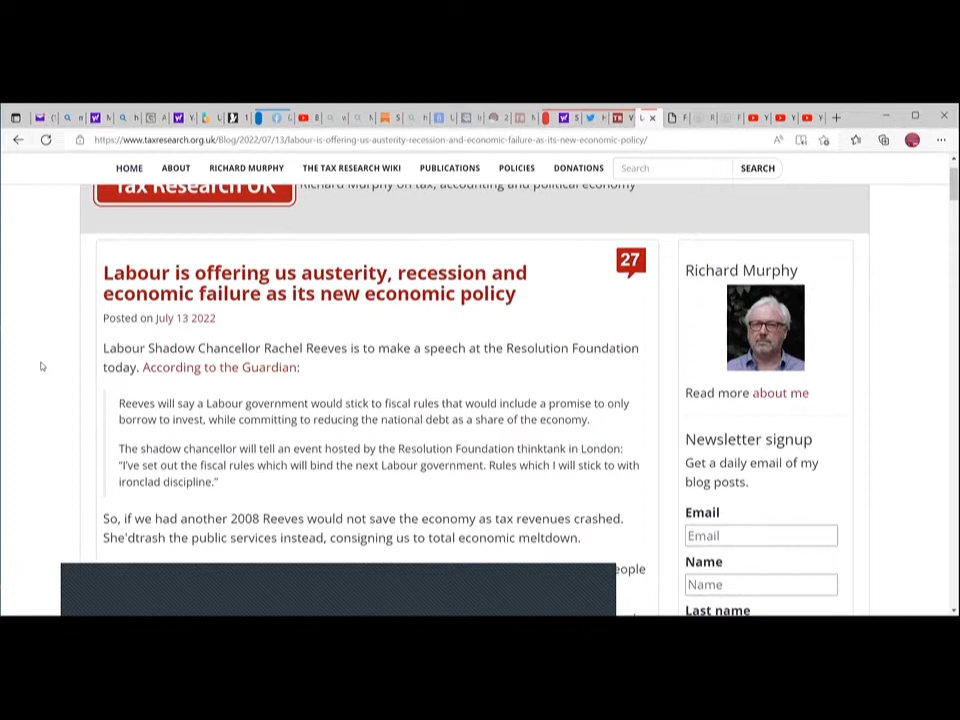 https://www.taxresearch.org.uk/Blog/2022/07/13/labour-is-offering-us-austerity-recession-and-economic-failure-as-its-new-economic-policy/
HOME ABOUT RICHARD MURPHY THE TAX RESEARCH WIKI PUBLICATIONS POLICIES DONATIONS Search SEARCH
Tax Research UK Richard Murphy on tax, accounting and political economy
27
Labour is offering us austerity, recession and
economic failure as its new economic policy
Posted on July 13 2022
Labour Shadow Chancellor Rachel Reeves is to make a speech at the Resolution Foundation
today. According to the Guardian:
Reeves will say a Labour government would stick to fiscal rules that would include a promise to only
borrow to invest, while committing to reducing the national debt as a share of the economy.
The shadow chancellor will tell an event hosted by the Resolution Foundation thinktank in London:
"I've set out the fiscal rules which will bind the next Labour government. Rules which I will stick to with
ironclad discipline."
So, if we had another 2008 Reeves would not save the economy as tax revenues crashed.
She'dtrash the public services instead, consigning us to total economic meltdown.
eople
Richard Murphy
Read more about me
Newsletter signup
Get a daily email of my
blog posts.
Email
Email
Name
Name
Last name